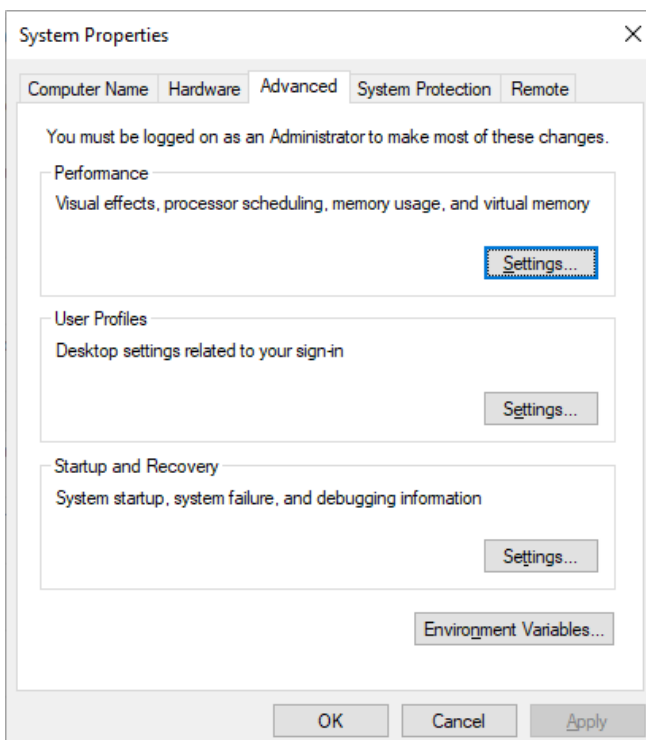 System Properties
Computer Name Hardware Advanced System Protection Remote
You must be logged on as an Administrator to make most of these changes.
Performance
Visual effects, processor scheduling, memory usage, and virtual memory
Settings...
User Profiles
Desktop settings related to your sign-in
Settings...
Startup and Recovery
System startup, system failure, and debugging information
Settings...
Environment Variables...
OK Cancel Apply